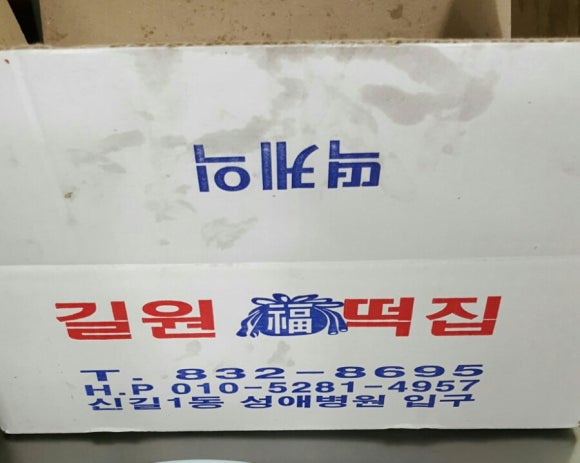 떡케익
길원 福 떡집
T. 832-8695
H.P 010-5281-4957
신길1동 성애병원 입구